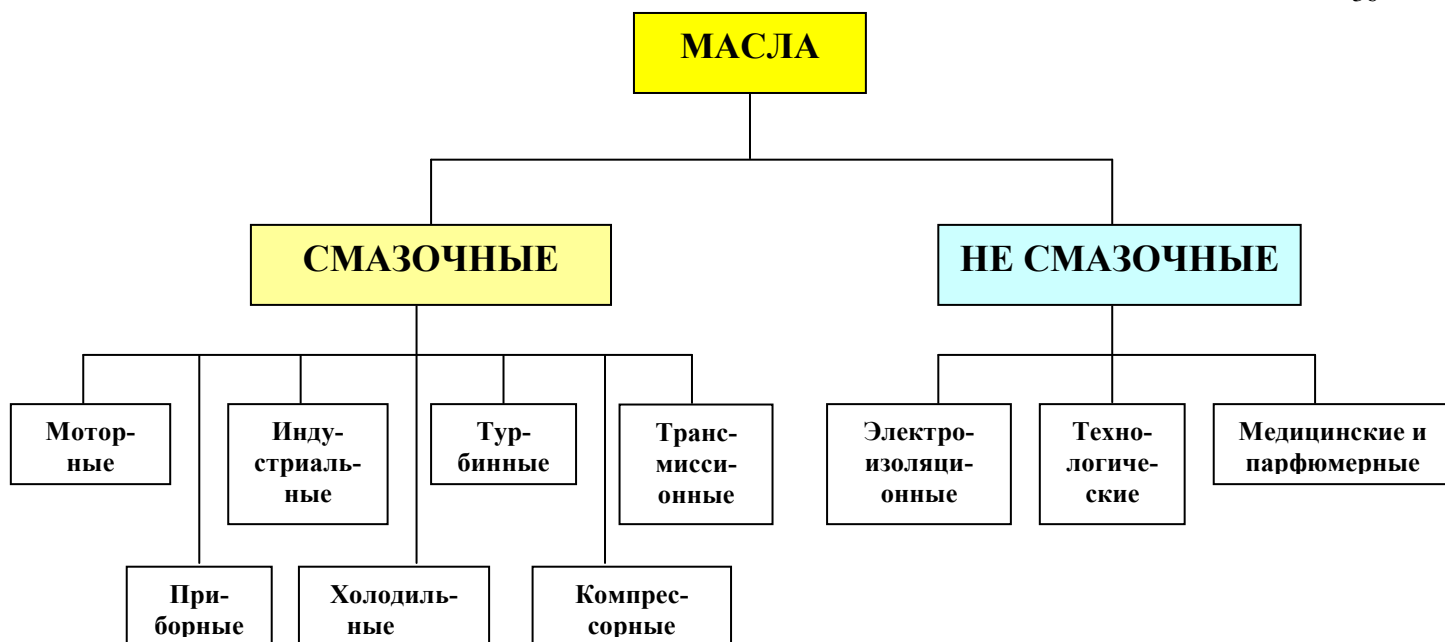 МАСЛА
СМАЗОЧНЫЕ
НЕ СМАЗОЧНЫЕ
Мотор-
ные
Инду-
стриаль-
ные
Тур-
бинные
Транс-
мисси-
онные
Электро-
изоляци-
онные
Техно-
логиче-
ские
Медицинские и
парфюмерные
При-
борные
Холодиль-
ные
Компрес-
сорные